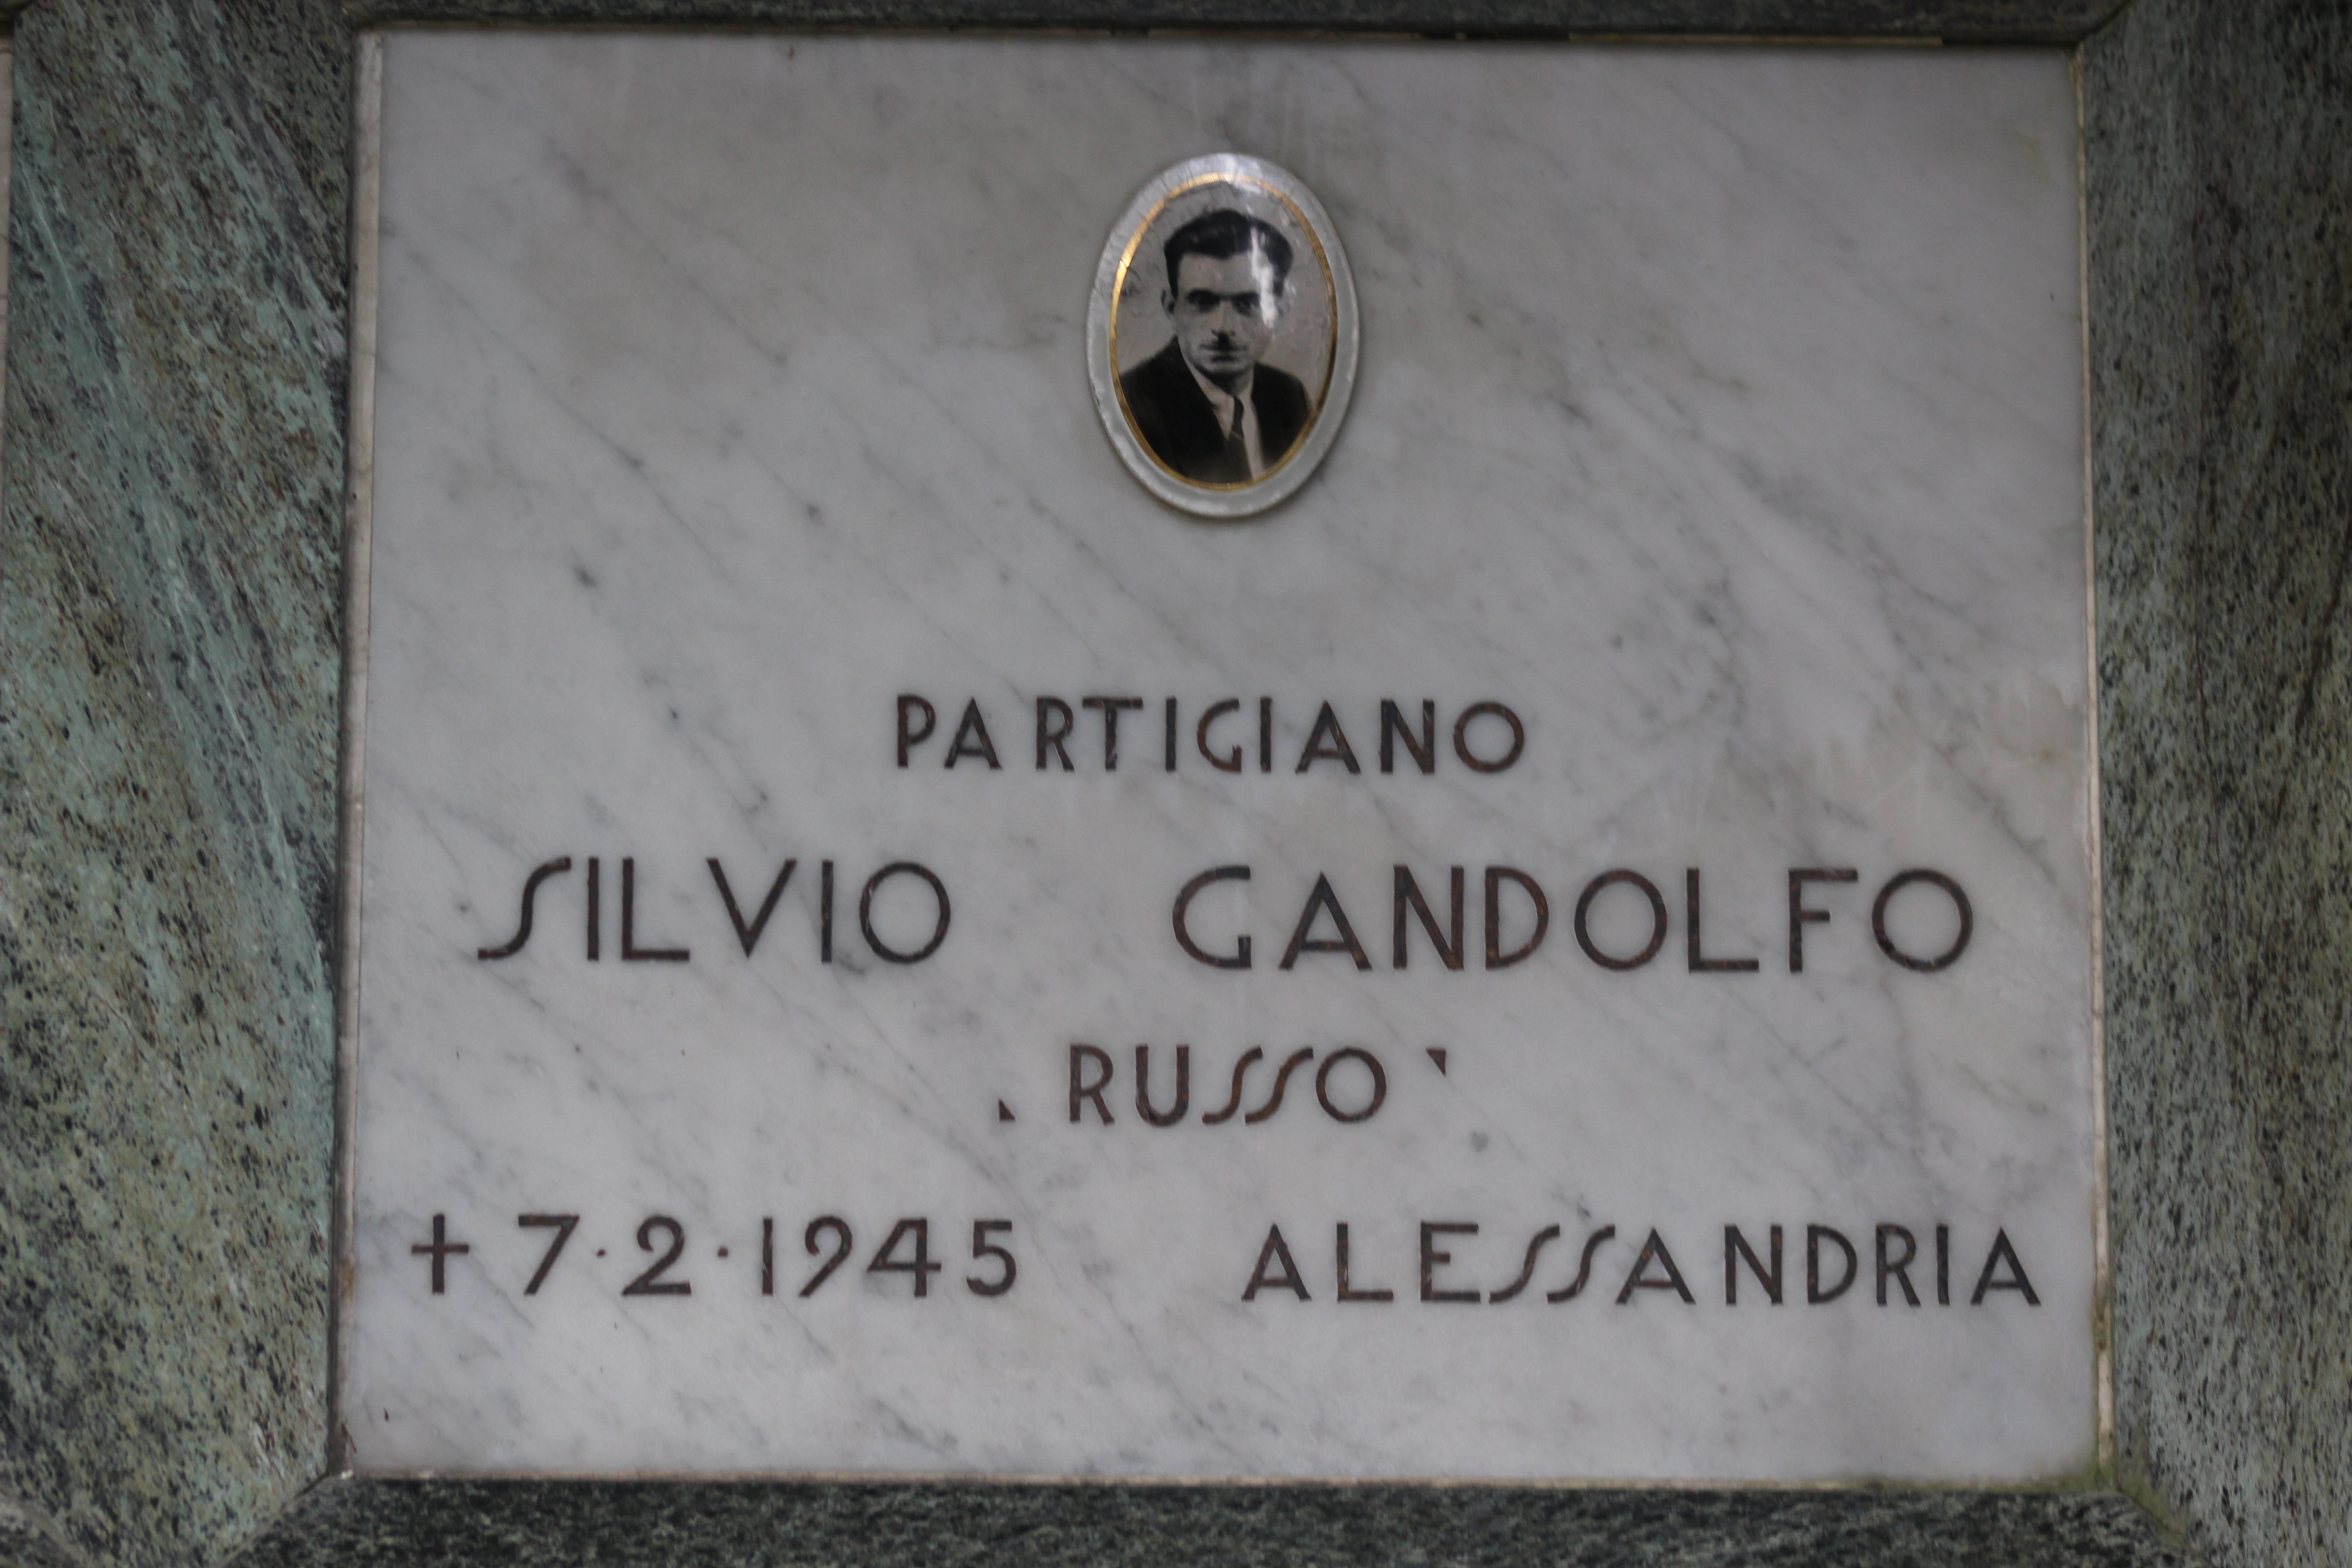 PARTIGIANO
SILVIO GANDOLFO
„RUSSO"
+ 7·2·1945 ALESSANDRIA